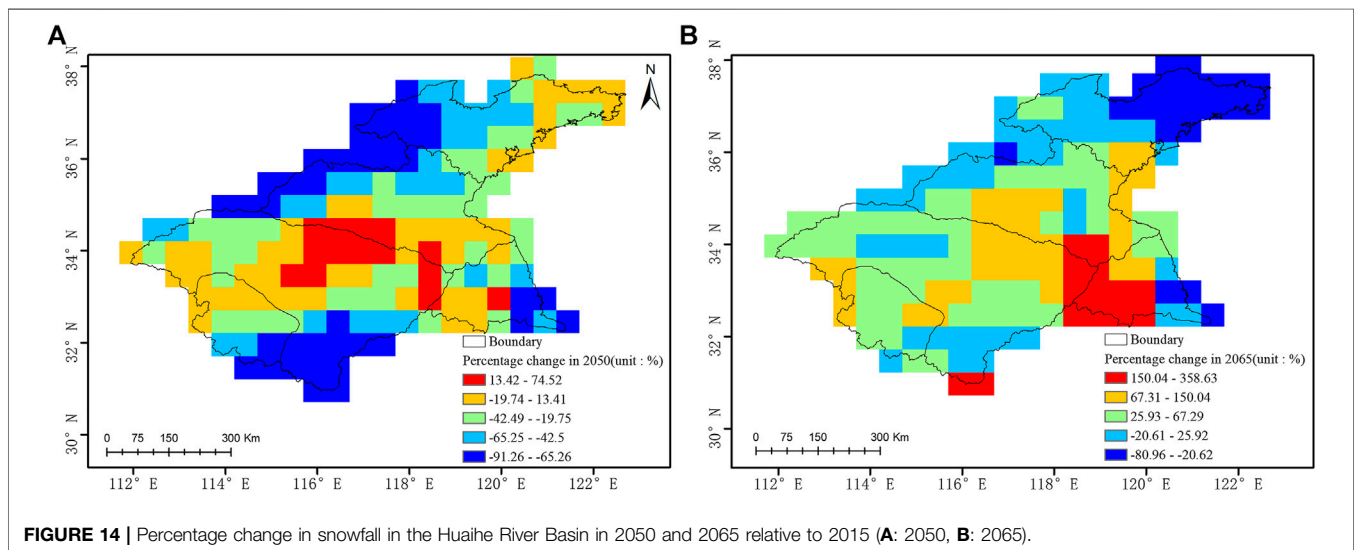 A
B
38° N
36° N
34° N
32° N
30° N
N
Boundary
Percentage change in 2050(unit : %)
13.42 - 74.52
-19.74 - 13.41
-42.49 - -19.75
-65.25 - -42.5
-91.26 - -65.26
0 75 150 300 Km
112° E 114° E 116° E 118° E 120° E 122° E
38° N
36° N
34° N
32° N
30° N
Boundary
Percentage change in 2065(unit : %)
150.04 - 358.63
67.31 - 150.04
25.93 - 67.29
-20.61 - 25.92
-80.96 - -20.62
0 75 150 300 Km
112° E 114° E 116° E 118° E 120° E 122° E
FIGURE 14 | Percentage change in snowfall in the Huaihe River Basin in 2050 and 2065 relative to 2015 (A: 2050, B: 2065).